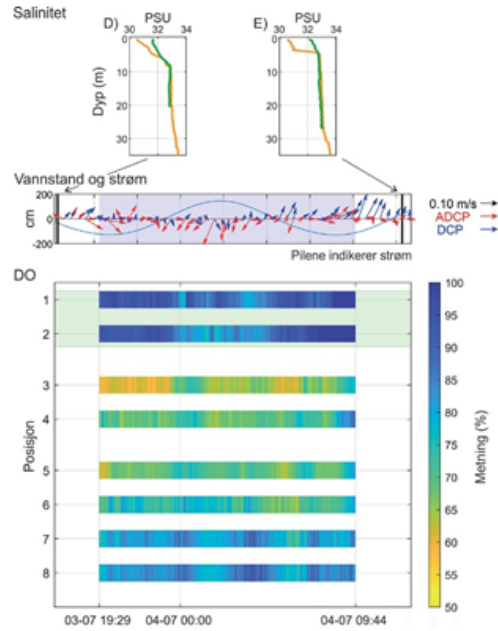 Salinitet
D) PSU
E) PSU
30 32 34
30 32 34
Dyp (m)
0
10
20
30
0
10
20
30
Vannstand og strøm
cm
200
0
-200
0.10 m/s
ADCP
DCP
Pilene indikerer strøm
DO
Posisjon
1
2
3
4
5
6
7
8
03-07 19:29 04-07 00:00 04-07 09:44
100
95
90
85
80
75
70
65
60
55
50
Metning (%)